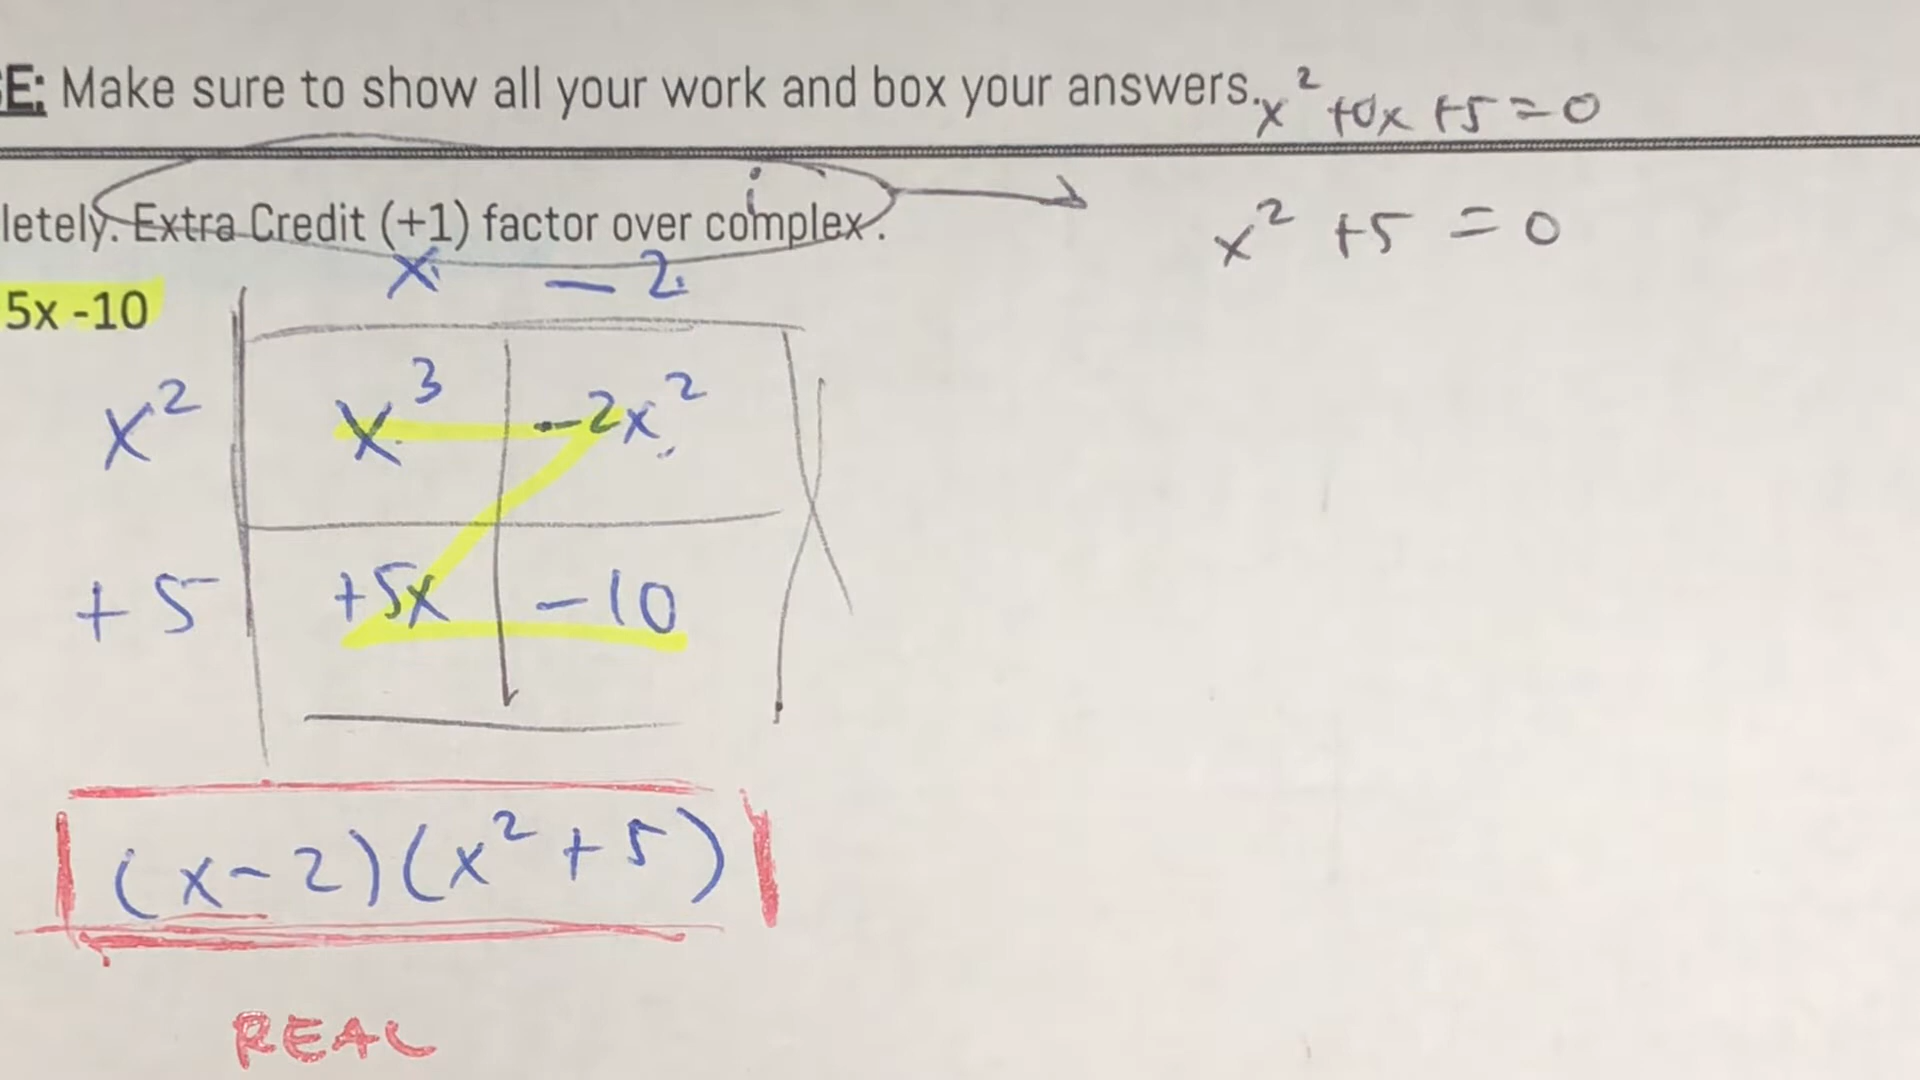 E: Make sure to show all your work and box your answers.
x² +0x +5 = 0
letely. Extra Credit (+1) factor over complex.
i
x² +5 = 0
5x -10
x - 2
x² x³ -2x²
+5 +5x -10
(x-2)(x²+5)
REAL